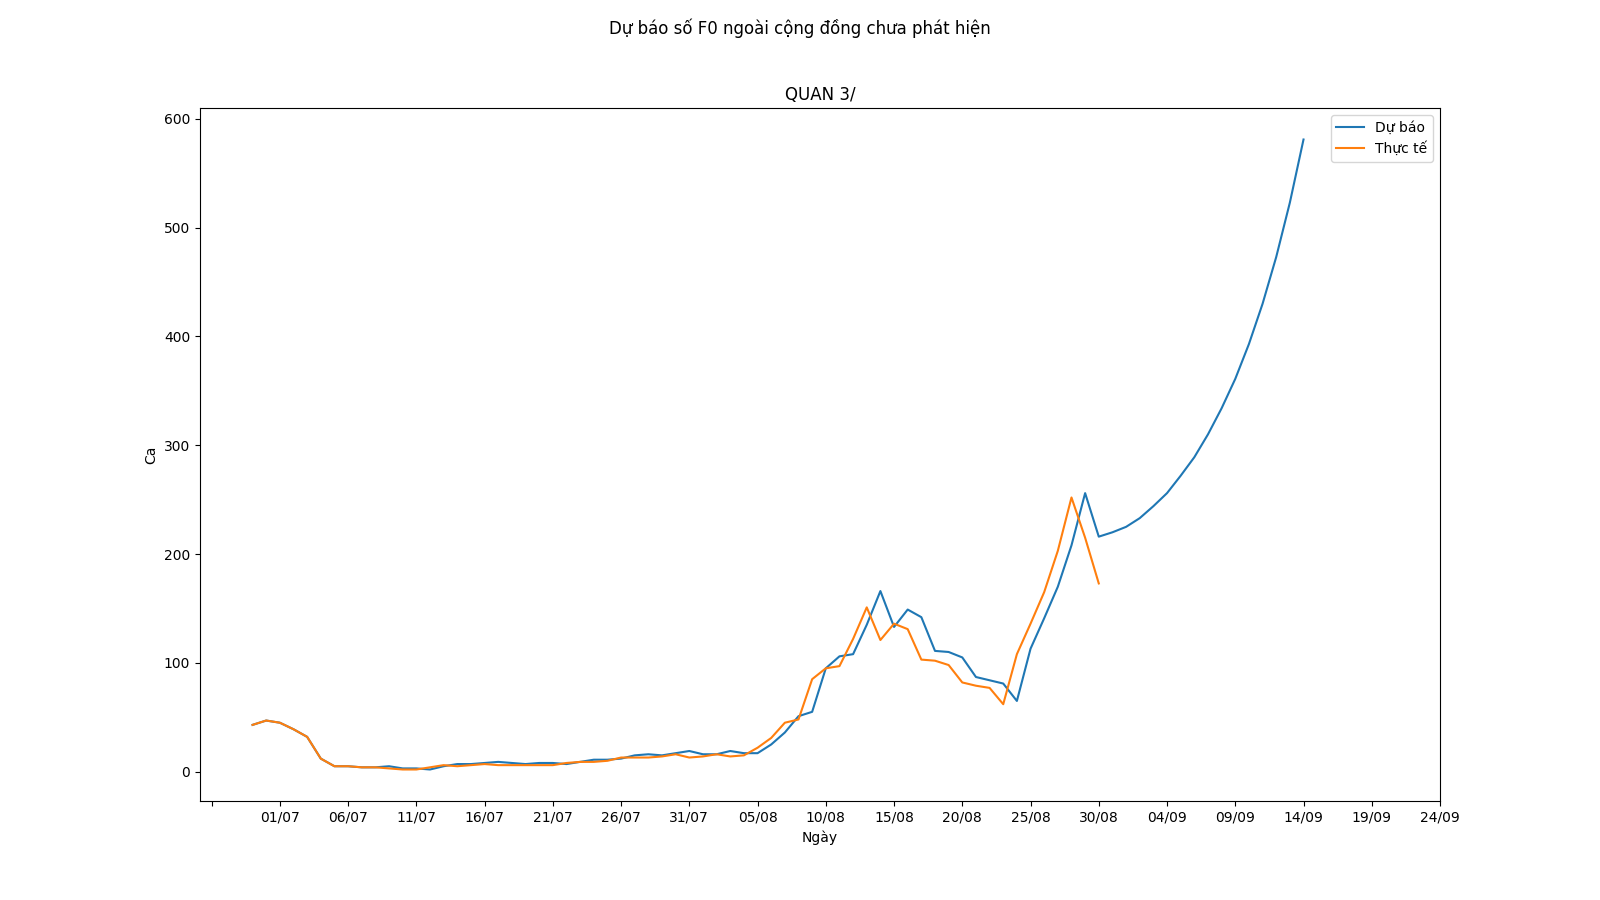 Dự báo số F0 ngoài cộng đồng chưa phát hiện
QUAN 3/
600
500
400
300
200
100
0
Ca
Dự báo
Thực tế
01/07 06/07 11/07 16/07 21/07 26/07 31/07 05/08 10/08 15/08 20/08 25/08 30/08 04/09 09/09 14/09 19/09 24/09
Ngày